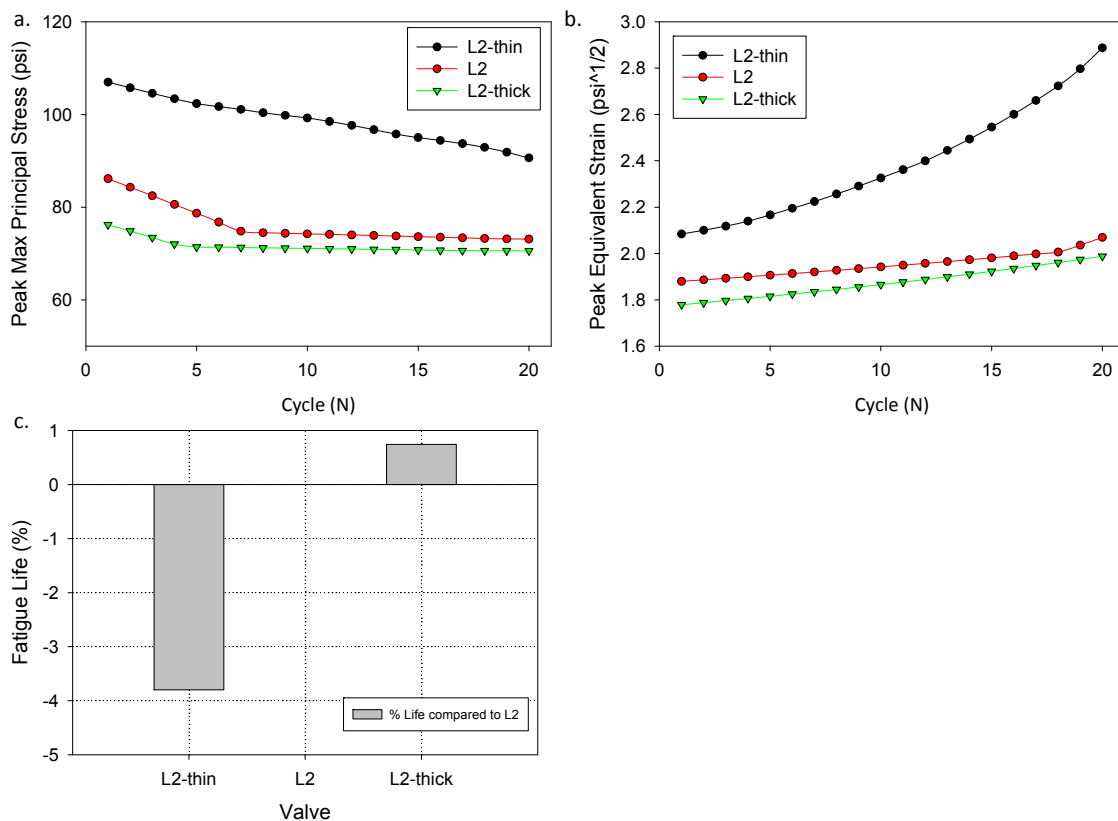 a.
120
100
80
60
Peak Max Principal Stress (psi)
L2-thin
L2
L2-thick
0 5 10 15 20
Cycle (N)
b.
3.0
2.8
2.6
2.4
2.2
2.0
1.8
1.6
Peak Equivalent Strain (psi^1/2)
L2-thin
L2
L2-thick
0 5 10 15 20
Cycle (N)
c.
1
0
-1
-2
-3
-4
-5
Fatigue Life (%)
% Life compared to L2
L2-thin L2 L2-thick
Valve